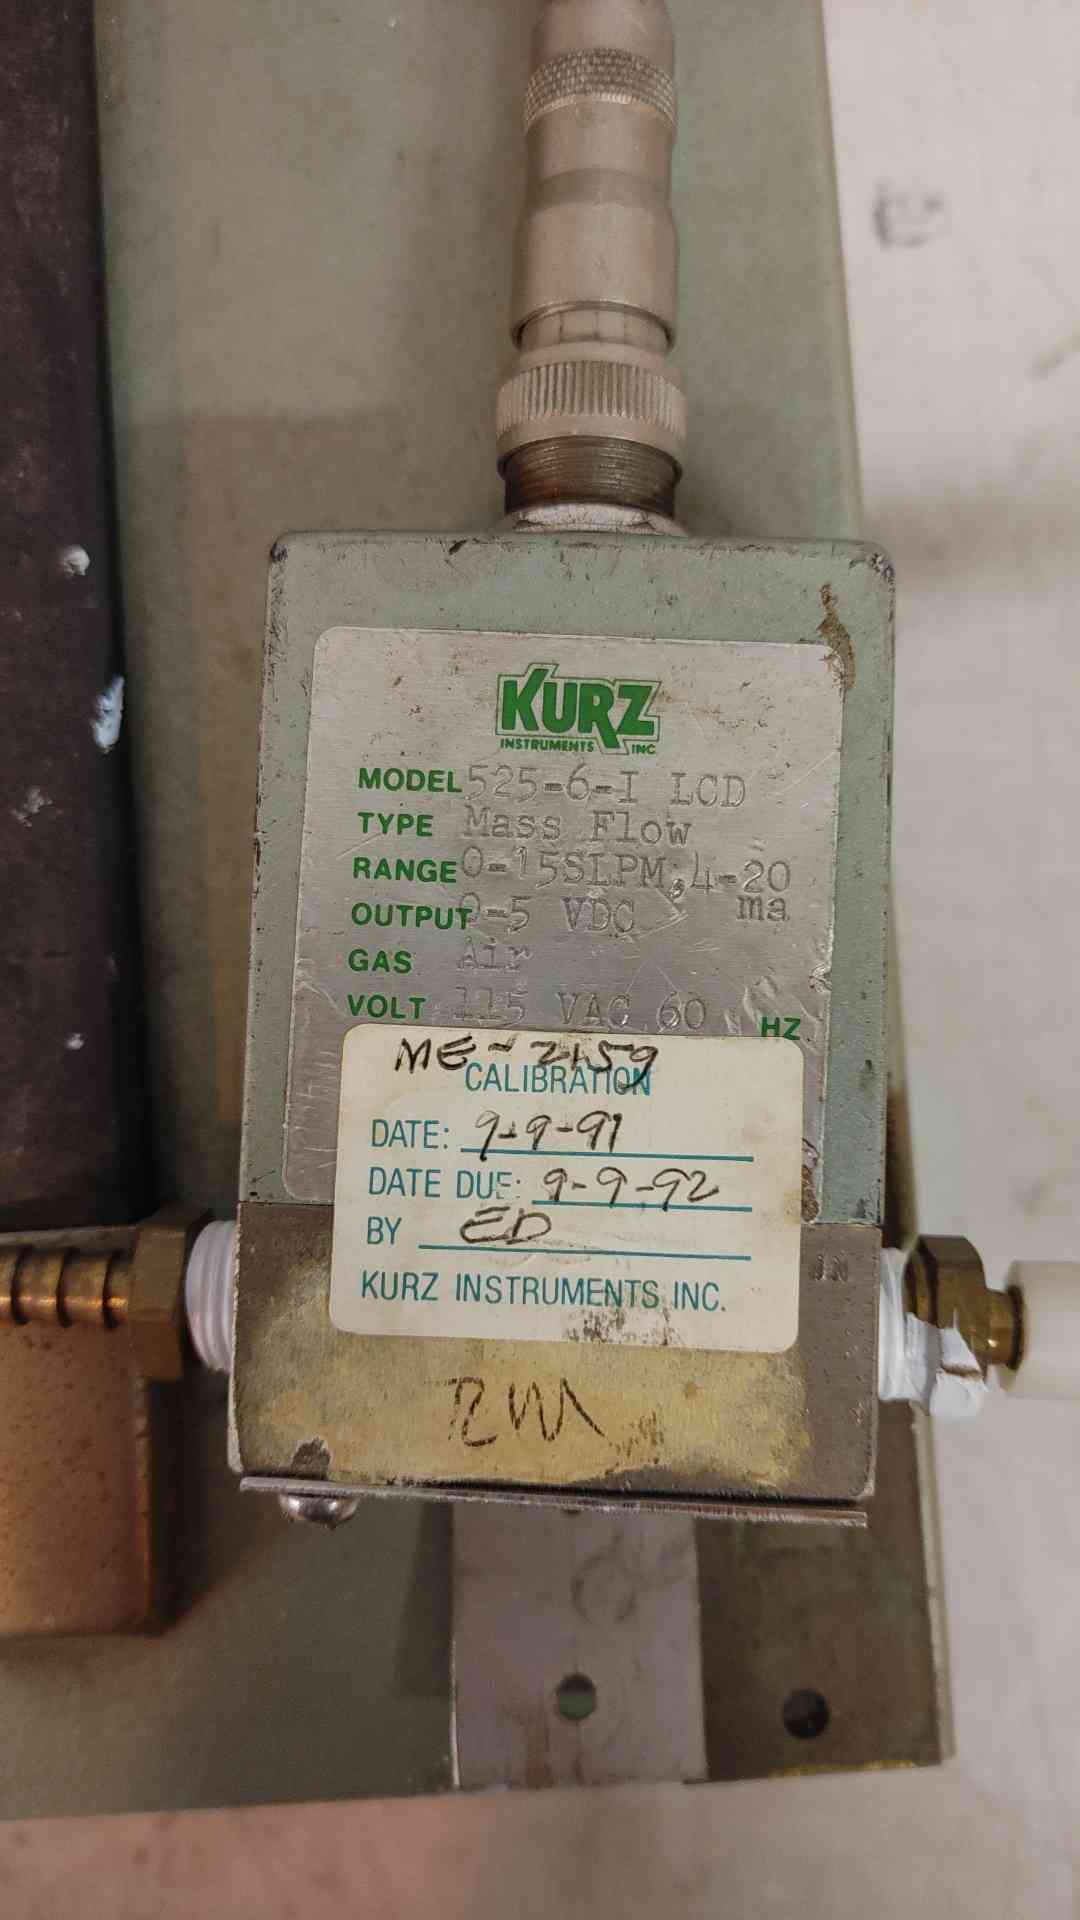 KURZ
INSTRUMENTS INC
MODEL 525-6-I LCD
TYPE Mass Flow
RANGE 0-15SLPM,4-20
OUTPUT 0-5 VDC ma
GAS Air
VOLT 115 VAC 60 HZ
ME-2159
CALIBRATION
DATE: 9-9-91
DATE DUE: 9-9-92
BY ED
KURZ INSTRUMENTS INC.
IN